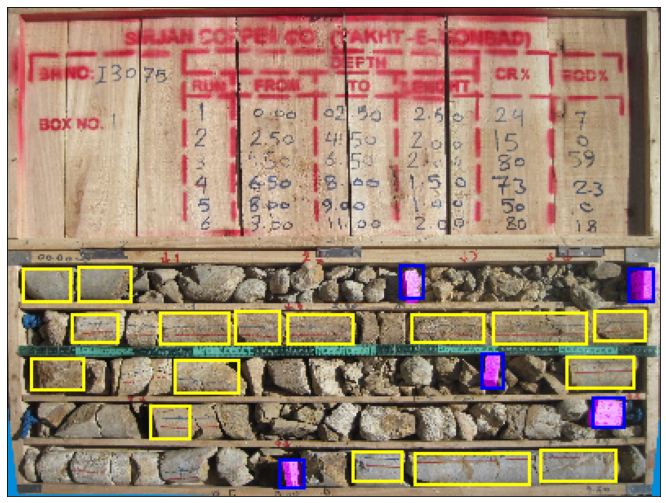 SIRJAN COPPER CO. (TAKHT-E-GONBAD)
DEPTH
BH NO: I3075 RUN FROM TO LENGHT CR% RQD%
1 0.00 02.50 2.50 24 7
BOX NO. 1
2 2.50 4.50 2.00 15 0
3 4.50 6.50 2.00 80 59
4 6.50 8.00 1.50 73 23
5 8.00 9.00 1.00 50 0
6 9.00 11.00 2.00 80 18